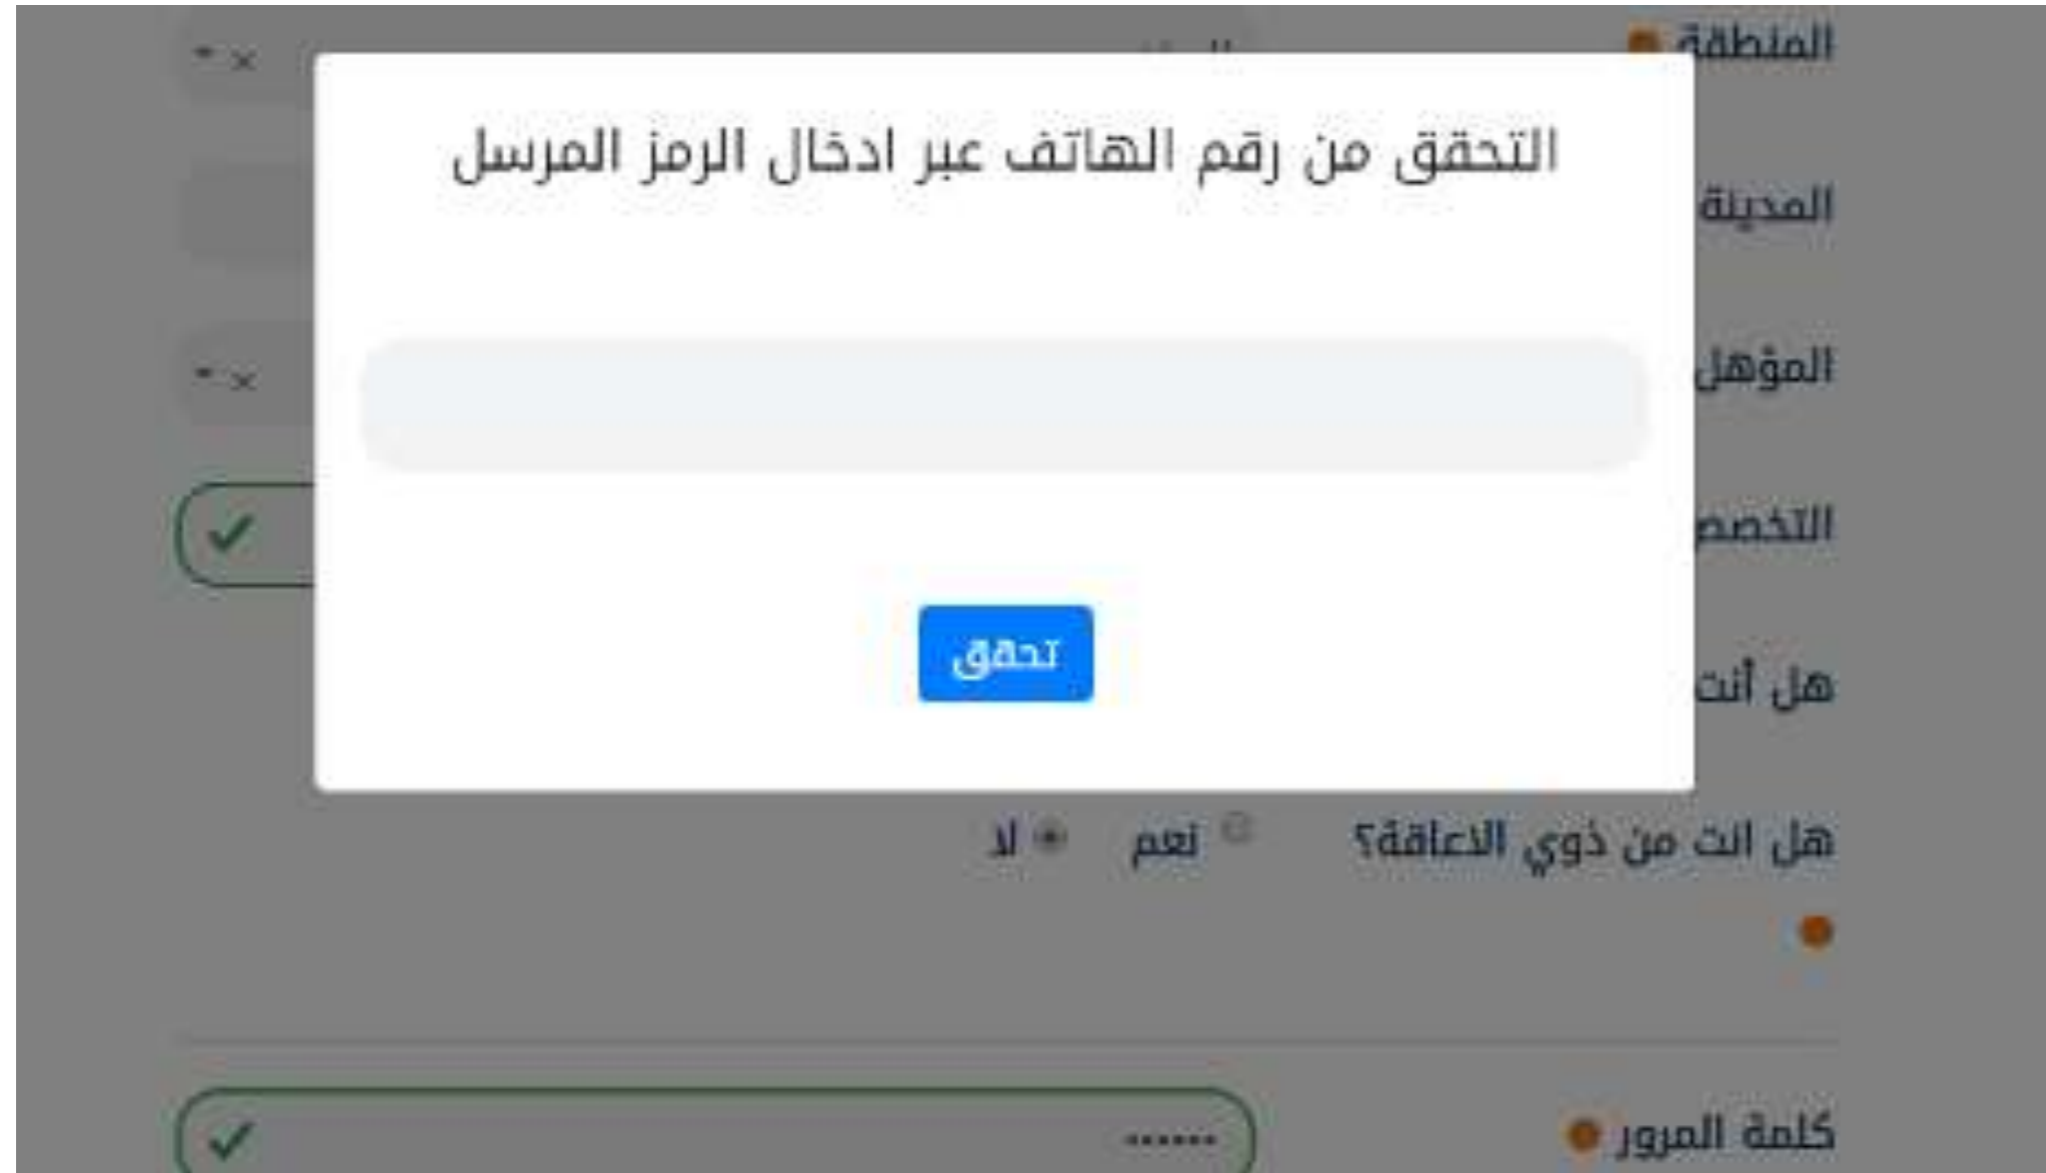 المنطقة
التحقق من رقم الهاتف عبر ادخال الرمز المرسل
المدينة
المؤهل
التخصص
تحقق
هل أنت
هل انت من ذوي الاعاقة؟ نعم لا
كلمة المرور ••••••